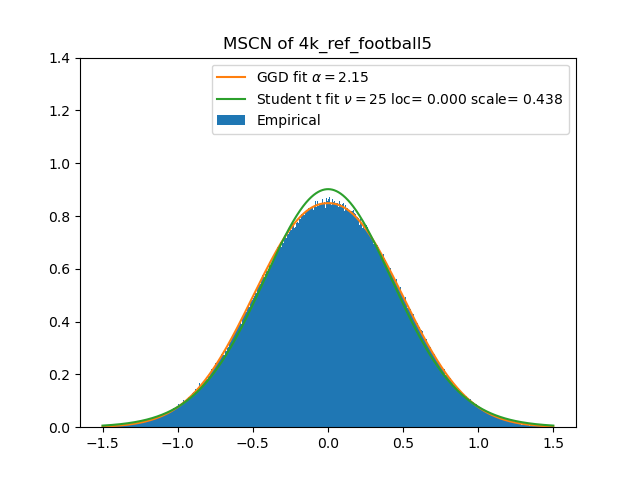 MSCN of 4k_ref_football5
GGD fit α = 2.15
Student t fit ν = 25 loc= 0.000 scale= 0.438
Empirical
1.4
1.2
1.0
0.8
0.6
0.4
0.2
0.0
−1.5 −1.0 −0.5 0.0 0.5 1.0 1.5